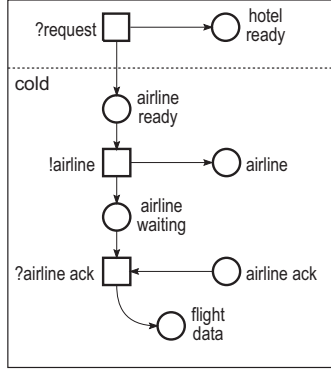 hotel
?request
ready
cold
airline
ready
!airline
airline
airline
waiting
?airline ack
airline ack
flight
data